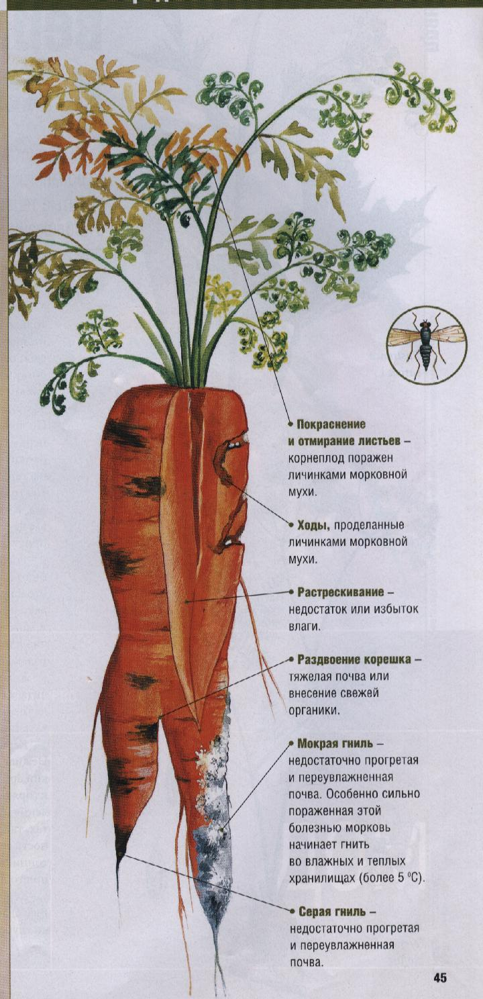 Покраснение
и отмирание листьев –
корнеплод поражен
личинками морковной
мухи.
Ходы, проделанные
личинками морковной
мухи.
Растрескивание –
недостаток или избыток
влаги.
Раздвоение корешка –
тяжелая почва или
внесение свежей
органики.
Мокрая гниль –
недостаточно прогретая
и переувлажненная
почва. Особенно сильно
пораженная этой
болезнью морковь
начинает гнить
во влажных и теплых
хранилищах (более 5 ºС).
Серая гниль –
недостаточно прогретая
и переувлажненная
почва.
45